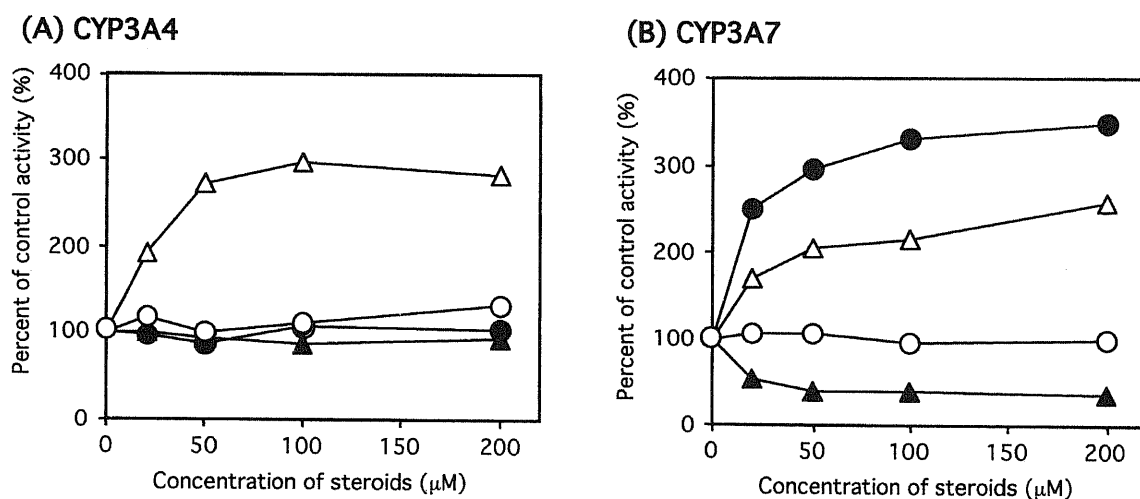 (A) CYP3A4
Percent of control activity (%)
400
300
200
100
0
0 50 100 150 200
Concentration of steroids (μM)
(B) CYP3A7
Percent of control activity (%)
400
300
200
100
0
0 50 100 150 200
Concentration of steroids (μM)